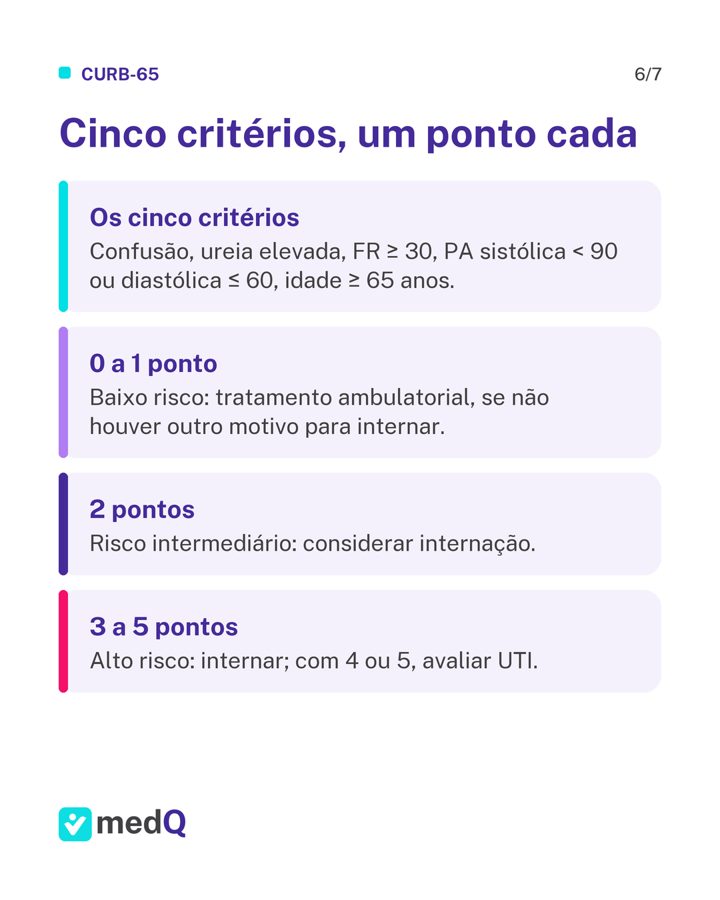 CURB-65
6/7
Cinco critérios, um ponto cada
Os cinco critérios
Confusão, ureia elevada, FR ≥ 30, PA sistólica < 90
ou diastólica ≤ 60, idade ≥ 65 anos.
0 a 1 ponto
Baixo risco: tratamento ambulatorial, se não
houver outro motivo para internar.
2 pontos
Risco intermediário: considerar internação.
3 a 5 pontos
Alto risco: internar; com 4 ou 5, avaliar UTI.
medQ